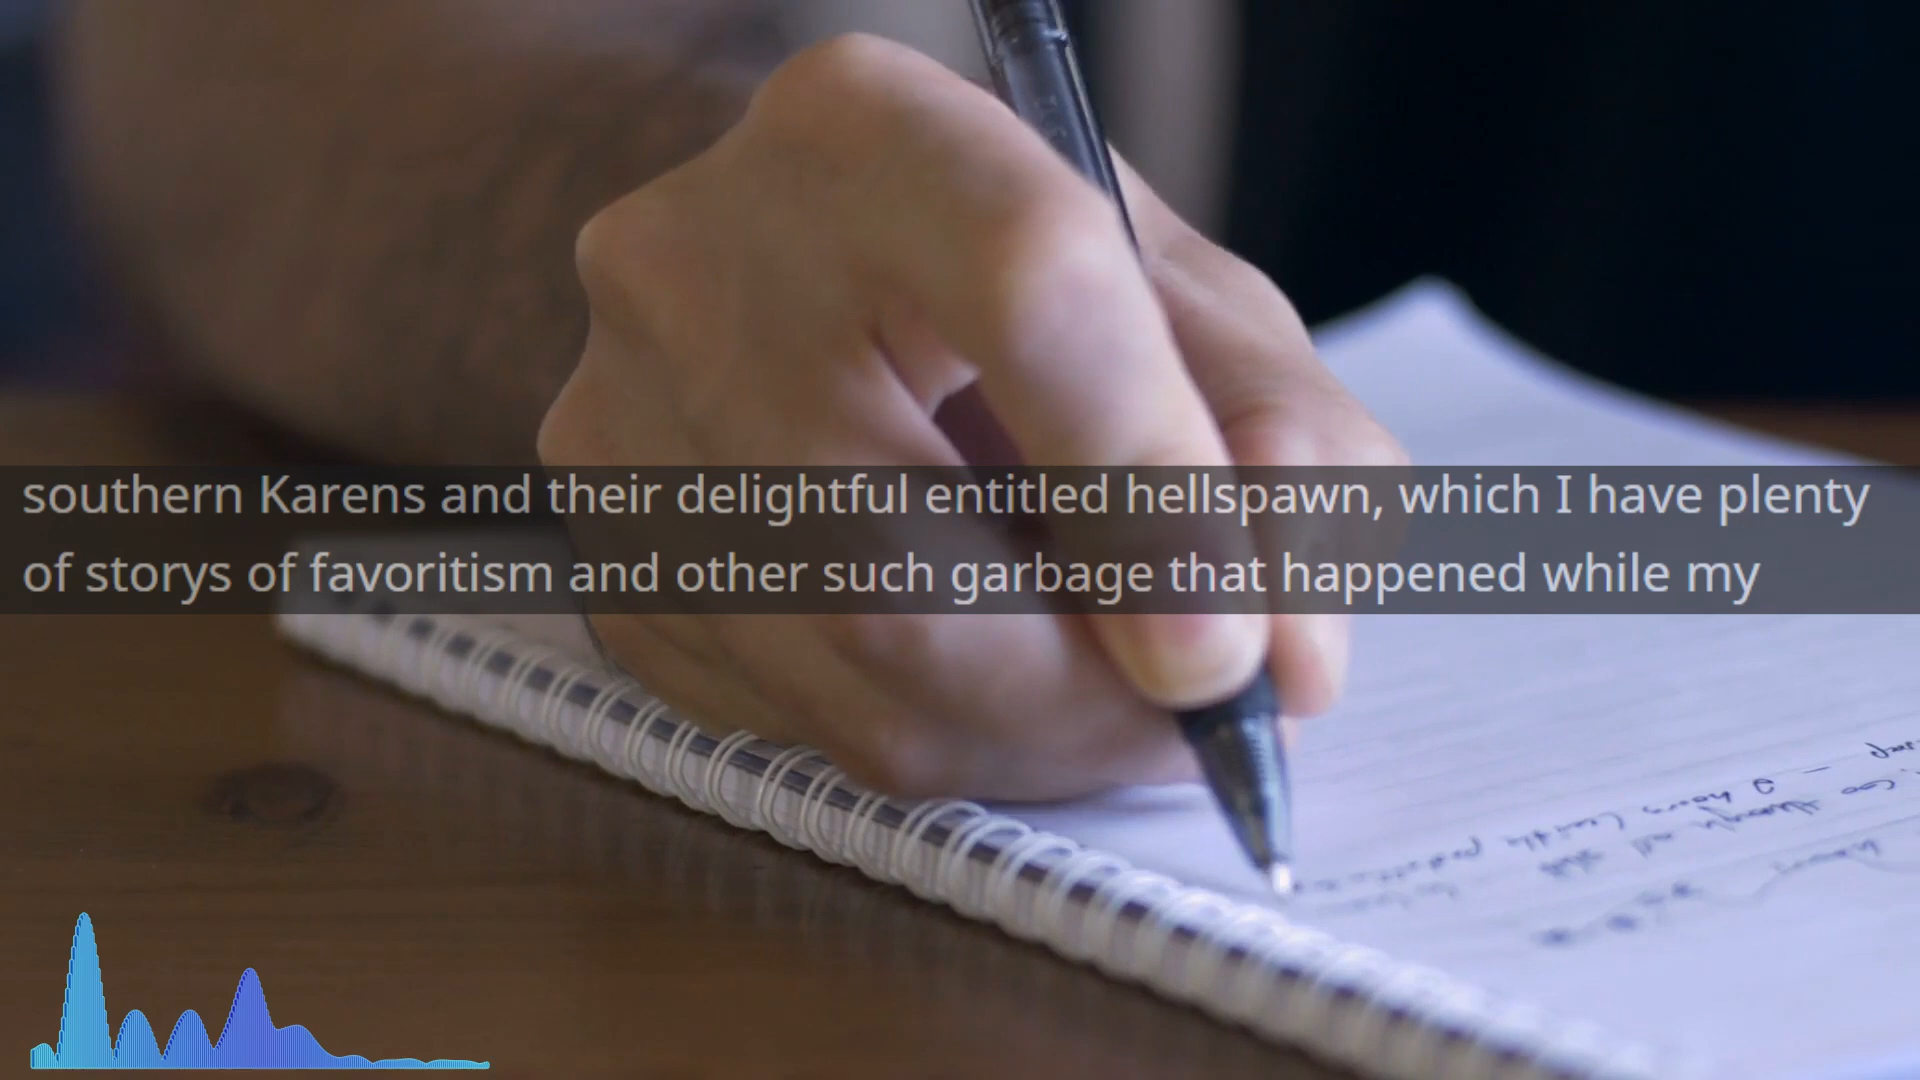 southern Karens and their delightful entitled hellspawn, which I have plenty
of storys of favoritism and other such garbage that happened while my